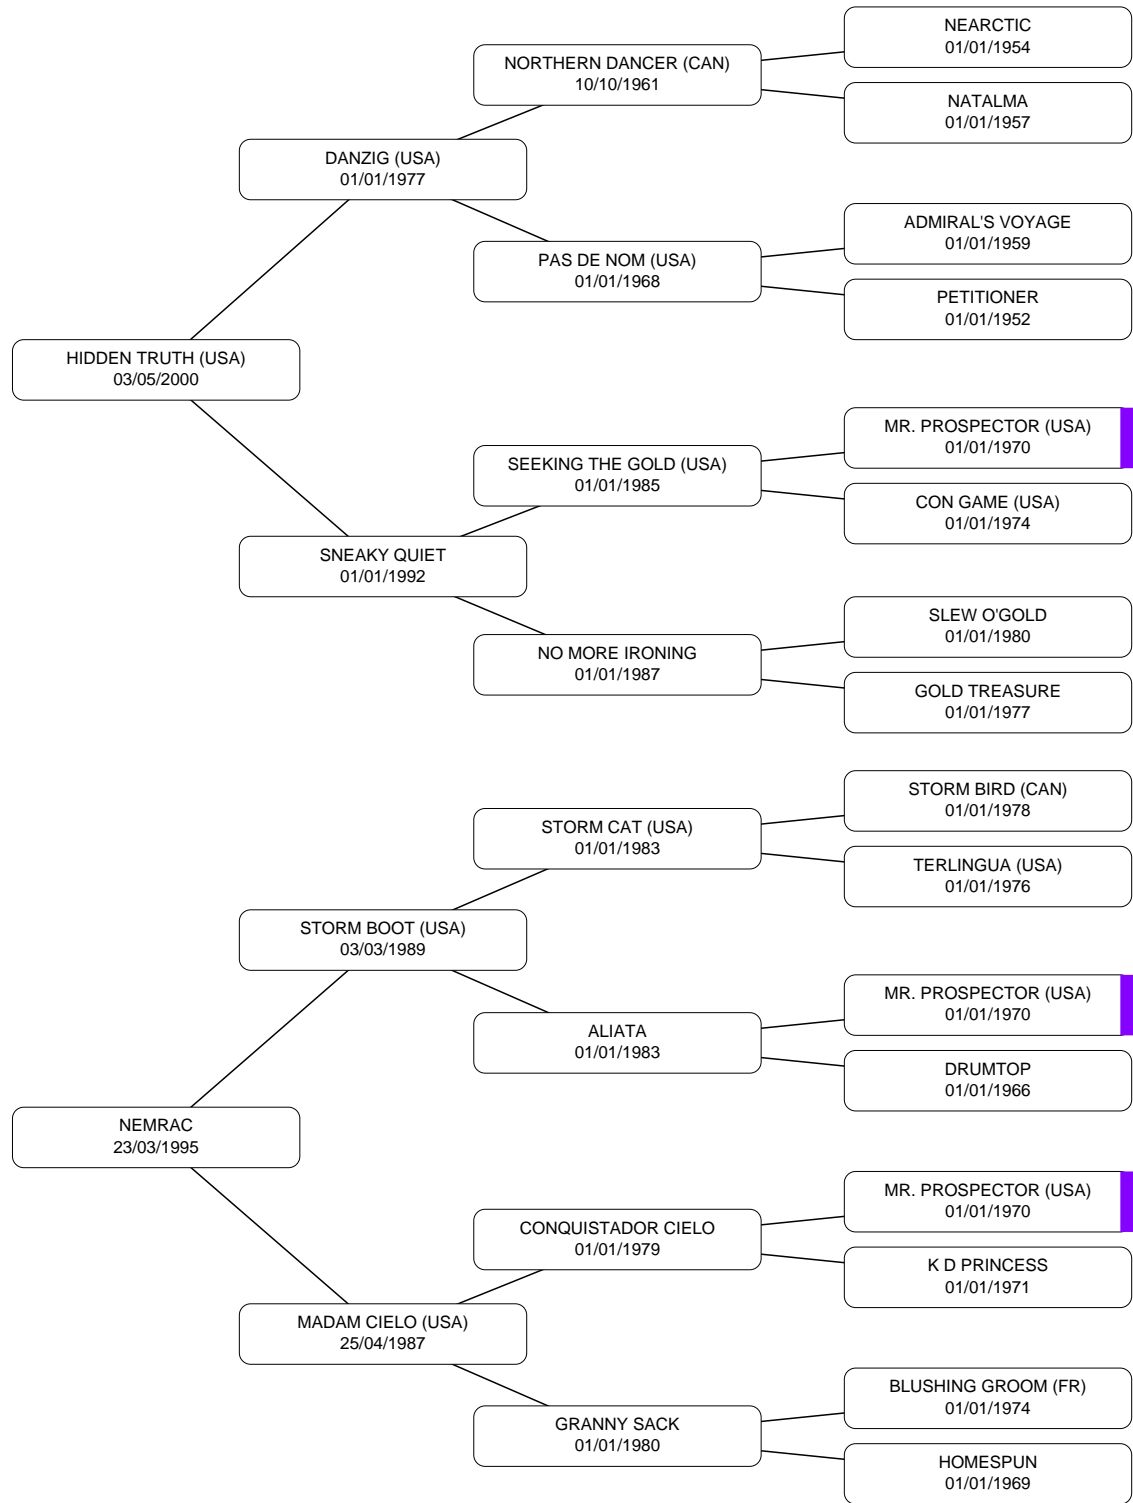 NEARCTIC
01/01/1954
NORTHERN DANCER (CAN)
10/10/1961
NATALMA
01/01/1957
DANZIG (USA)
01/01/1977
ADMIRAL'S VOYAGE
01/01/1959
PAS DE NOM (USA)
01/01/1968
PETITIONER
01/01/1952
HIDDEN TRUTH (USA)
03/05/2000
MR. PROSPECTOR (USA)
01/01/1970
SEEKING THE GOLD (USA)
01/01/1985
CON GAME (USA)
01/01/1974
SNEAKY QUIET
01/01/1992
SLEW O'GOLD
01/01/1980
NO MORE IRONING
01/01/1987
GOLD TREASURE
01/01/1977
STORM BIRD (CAN)
01/01/1978
STORM CAT (USA)
01/01/1983
TERLINGUA (USA)
01/01/1976
STORM BOOT (USA)
03/03/1989
MR. PROSPECTOR (USA)
01/01/1970
ALIATA
01/01/1983
DRUMTOP
01/01/1966
NEMRAC
23/03/1995
MR. PROSPECTOR (USA)
01/01/1970
CONQUISTADOR CIELO
01/01/1979
K D PRINCESS
01/01/1971
MADAM CIELO (USA)
25/04/1987
BLUSHING GROOM (FR)
01/01/1974
GRANNY SACK
01/01/1980
HOMESPUN
01/01/1969